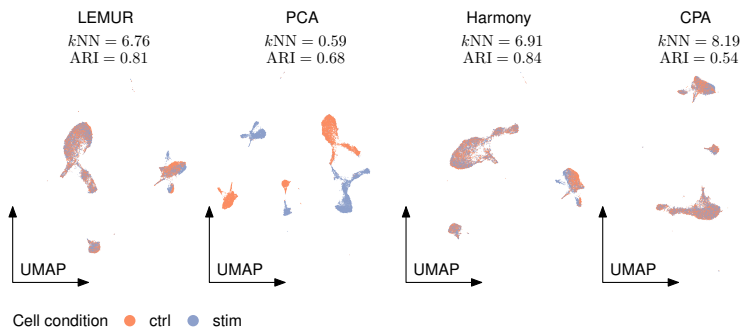 LEMUR
kNN = 6.76
ARI = 0.81
PCA
kNN = 0.59
ARI = 0.68
Harmony
kNN = 6.91
ARI = 0.84
CPA
kNN = 8.19
ARI = 0.54
UMAP
UMAP
UMAP
UMAP
Cell condition ctrl stim